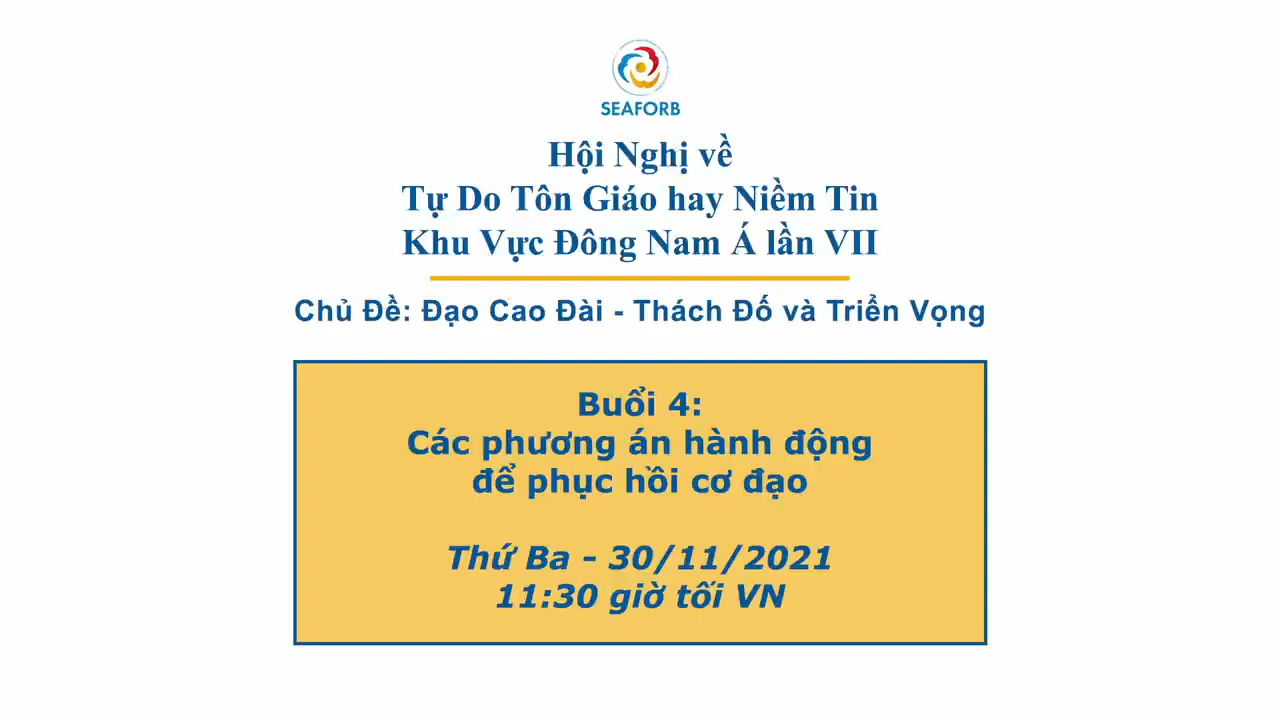 SEAFORB
Hội Nghị về
Tự Do Tôn Giáo hay Niềm Tin
Khu Vực Đông Nam Á lần VII
Chủ Đề: Đạo Cao Đài - Thách Đố và Triển Vọng
Buổi 4:
Các phương án hành động
để phục hồi cơ đạo
Thứ Ba - 30/11/2021
11:30 giờ tối VN